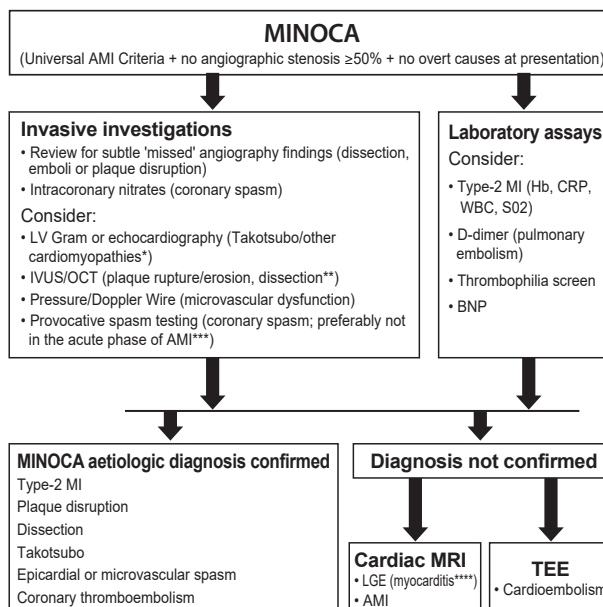 MINOCA
(Universal AMI Criteria + no angiographic stenosis ≥50% + no overt causes at presentation)
Invasive investigations
• Review for subtle 'missed' angiography findings (dissection,
emboli or plaque disruption)
• Intracoronary nitrates (coronary spasm)
Consider:
• LV Gram or echocardiography (Takotsubo/other
cardiomyopathies*)
• IVUS/OCT (plaque rupture/erosion, dissection**)
• Pressure/Doppler Wire (microvascular dysfunction)
• Provocative spasm testing (coronary spasm; preferably not
in the acute phase of AMI***)
Laboratory assays
Consider:
• Type-2 MI (Hb, CRP,
WBC, S02)
• D-dimer (pulmonary
embolism)
• Thrombophilia screen
• BNP
MINOCA aetiologic diagnosis confirmed
Type-2 MI
Plaque disruption
Dissection
Takotsubo
Epicardial or microvascular spasm
Coronary thromboembolism
Diagnosis not confirmed
Cardiac MRI
• LGE (myocarditis****)
• AMI
TEE
• Cardioembolism